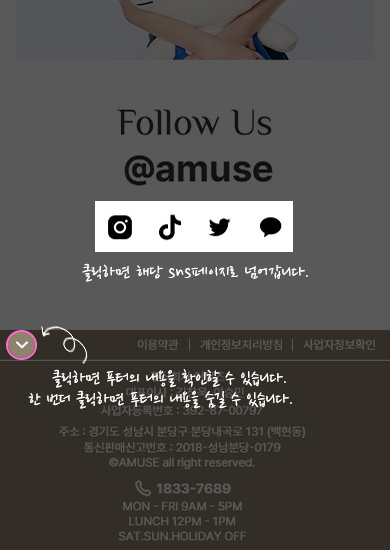 Follow Us
@amuse
클릭하면 해당 sns페이지로 넘어갑니다.
이용약관 | 개인정보처리방침 | 사업자정보확인
클릭하면 푸터의 내용을 확인할 수 있습니다.
대표이사 :
한 번더 클릭하면 푸터의 내용을 숨길 수 있습니다.
사업자등록번호 : 392-87-00797
주소 : 경기도 성남시 분당구 분당내곡로 131 (백현동)
통신판매신고번호 : 2018-성남분당-0179
©AMUSE all right reserved.
1833-7689
MON - FRI 9AM - 5PM
LUNCH 12PM - 1PM
SAT.SUN.HOLIDAY OFF